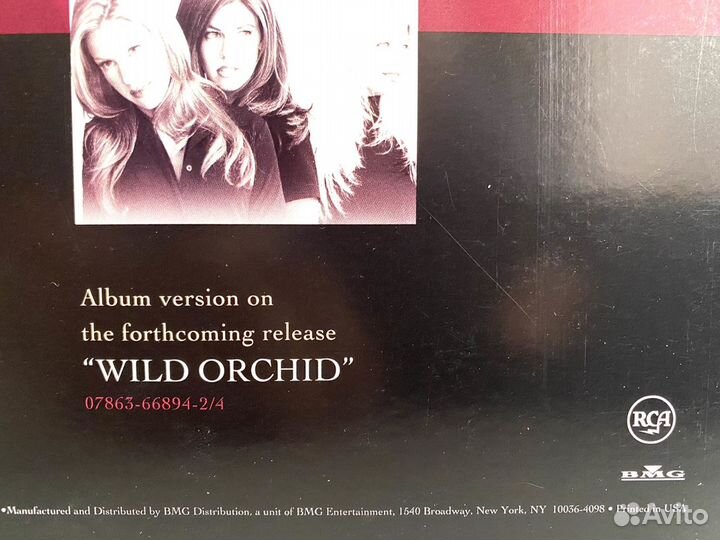 Album version on
the forthcoming release
“WILD ORCHID”
07863-66894-2/4
RCA
BMG
•Manufactured and Distributed by BMG Distribution, a unit of BMG Entertainment, 1540 Broadway, New York, NY 10036-4098 • Printed in USA
Avito